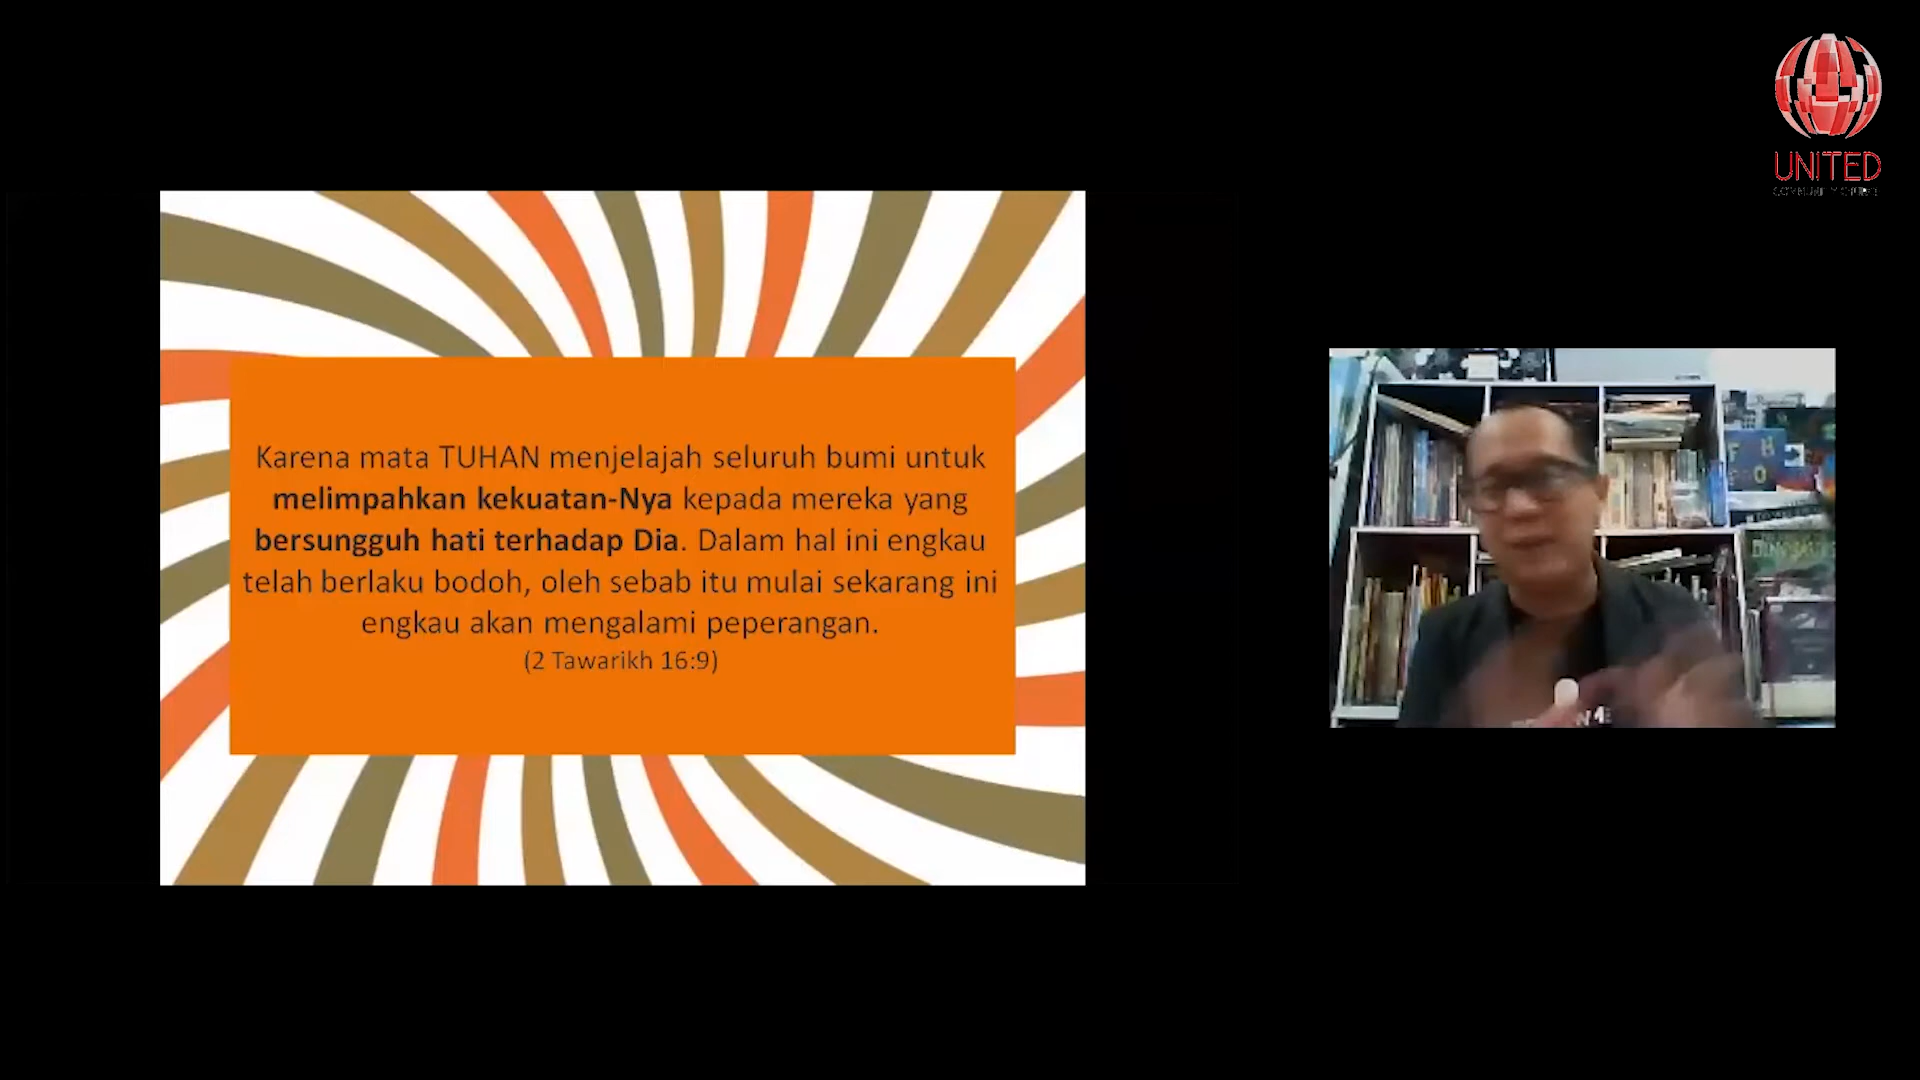 UNITED
Karena mata TUHAN menjelajah seluruh bumi untuk
melimpahkan kekuatan-Nya kepada mereka yang
bersungguh hati terhadap Dia. Dalam hal ini engkau
telah berlaku bodoh, oleh sebab itu mulai sekarang ini
engkau akan mengalami peperangan.
(2 Tawarikh 16:9)